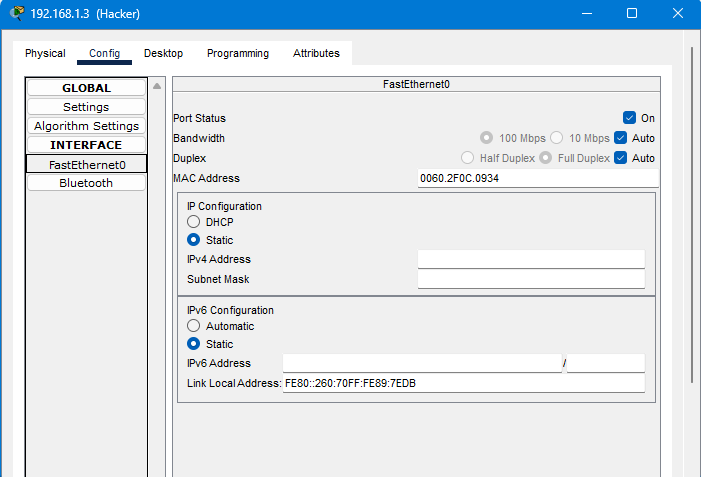 192.168.1.3 (Hacker)
Physical Config Desktop Programming Attributes
GLOBAL
Settings
Algorithm Settings
INTERFACE
FastEthernet0
Bluetooth
FastEthernet0
Port Status On
Bandwidth 100 Mbps 10 Mbps Auto
Duplex Half Duplex Full Duplex Auto
MAC Address 0060.2F0C.0934
IP Configuration
DHCP
Static
IPv4 Address
Subnet Mask
IPv6 Configuration
Automatic
Static
IPv6 Address /
Link Local Address: FE80::260:70FF:FE89:7EDB